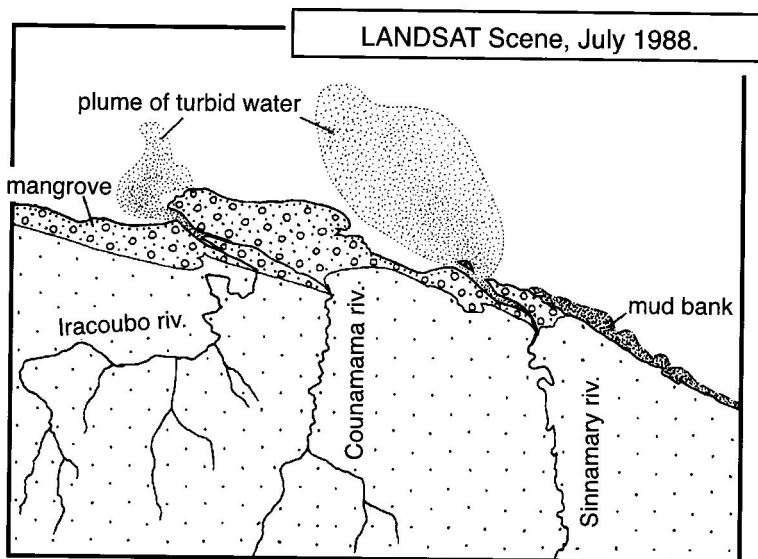 LANDSAT Scene, July 1988.
plume of turbid water
mangrove
mud bank
Iracoubo riv.
Counamama riv.
Sinnamary riv.